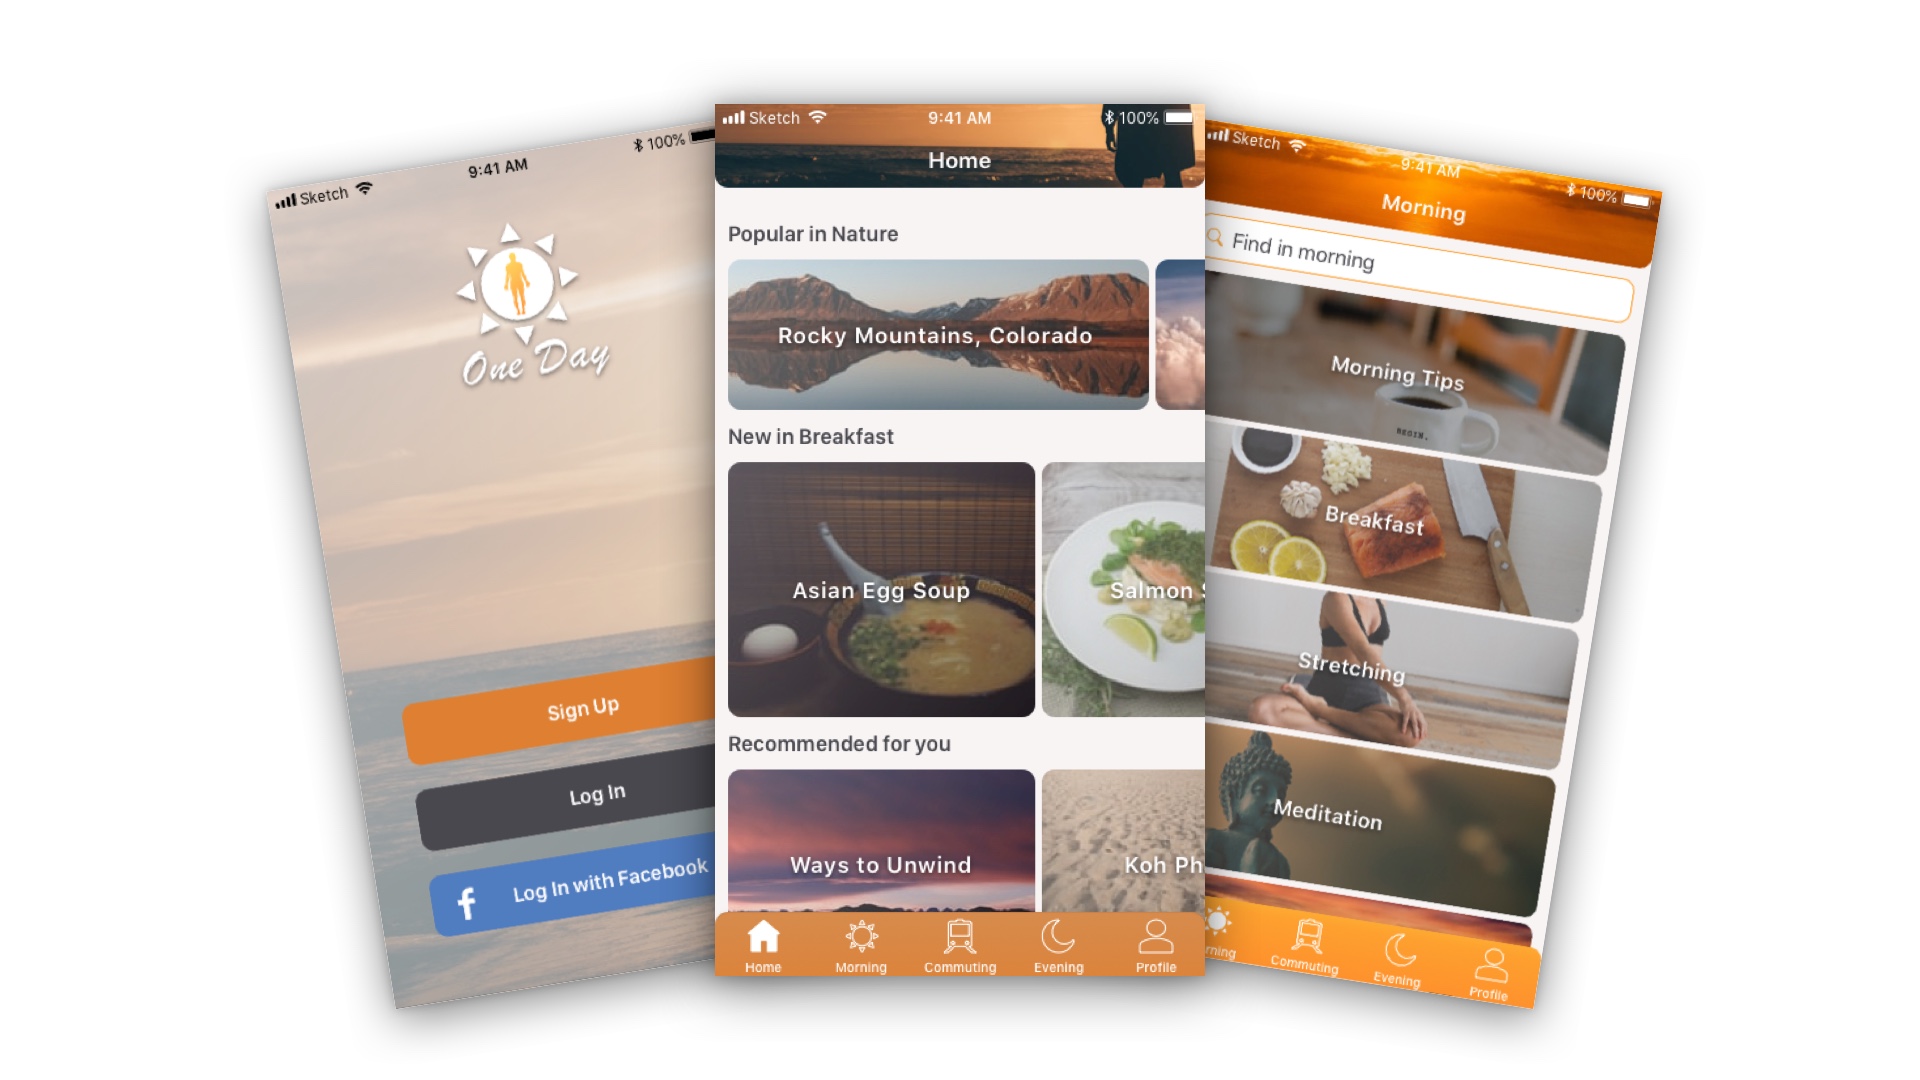 Sketch
9:41 AM
100%
One Day
Sign Up
Log In
f Log In with Facebook
Sketch
9:41 AM
100%
Home
Popular in Nature
Rocky Mountains, Colorado
New in Breakfast
Asian Egg Soup
Salmon
Recommended for you
Ways to Unwind
Koh Ph
Home
Morning
Commuting
Evening
Profile
Sketch
9:41 AM
100%
Morning
Find in morning
Morning Tips
BEGIN.
Breakfast
Stretching
Meditation
rning
Commuting
Evening
Profile